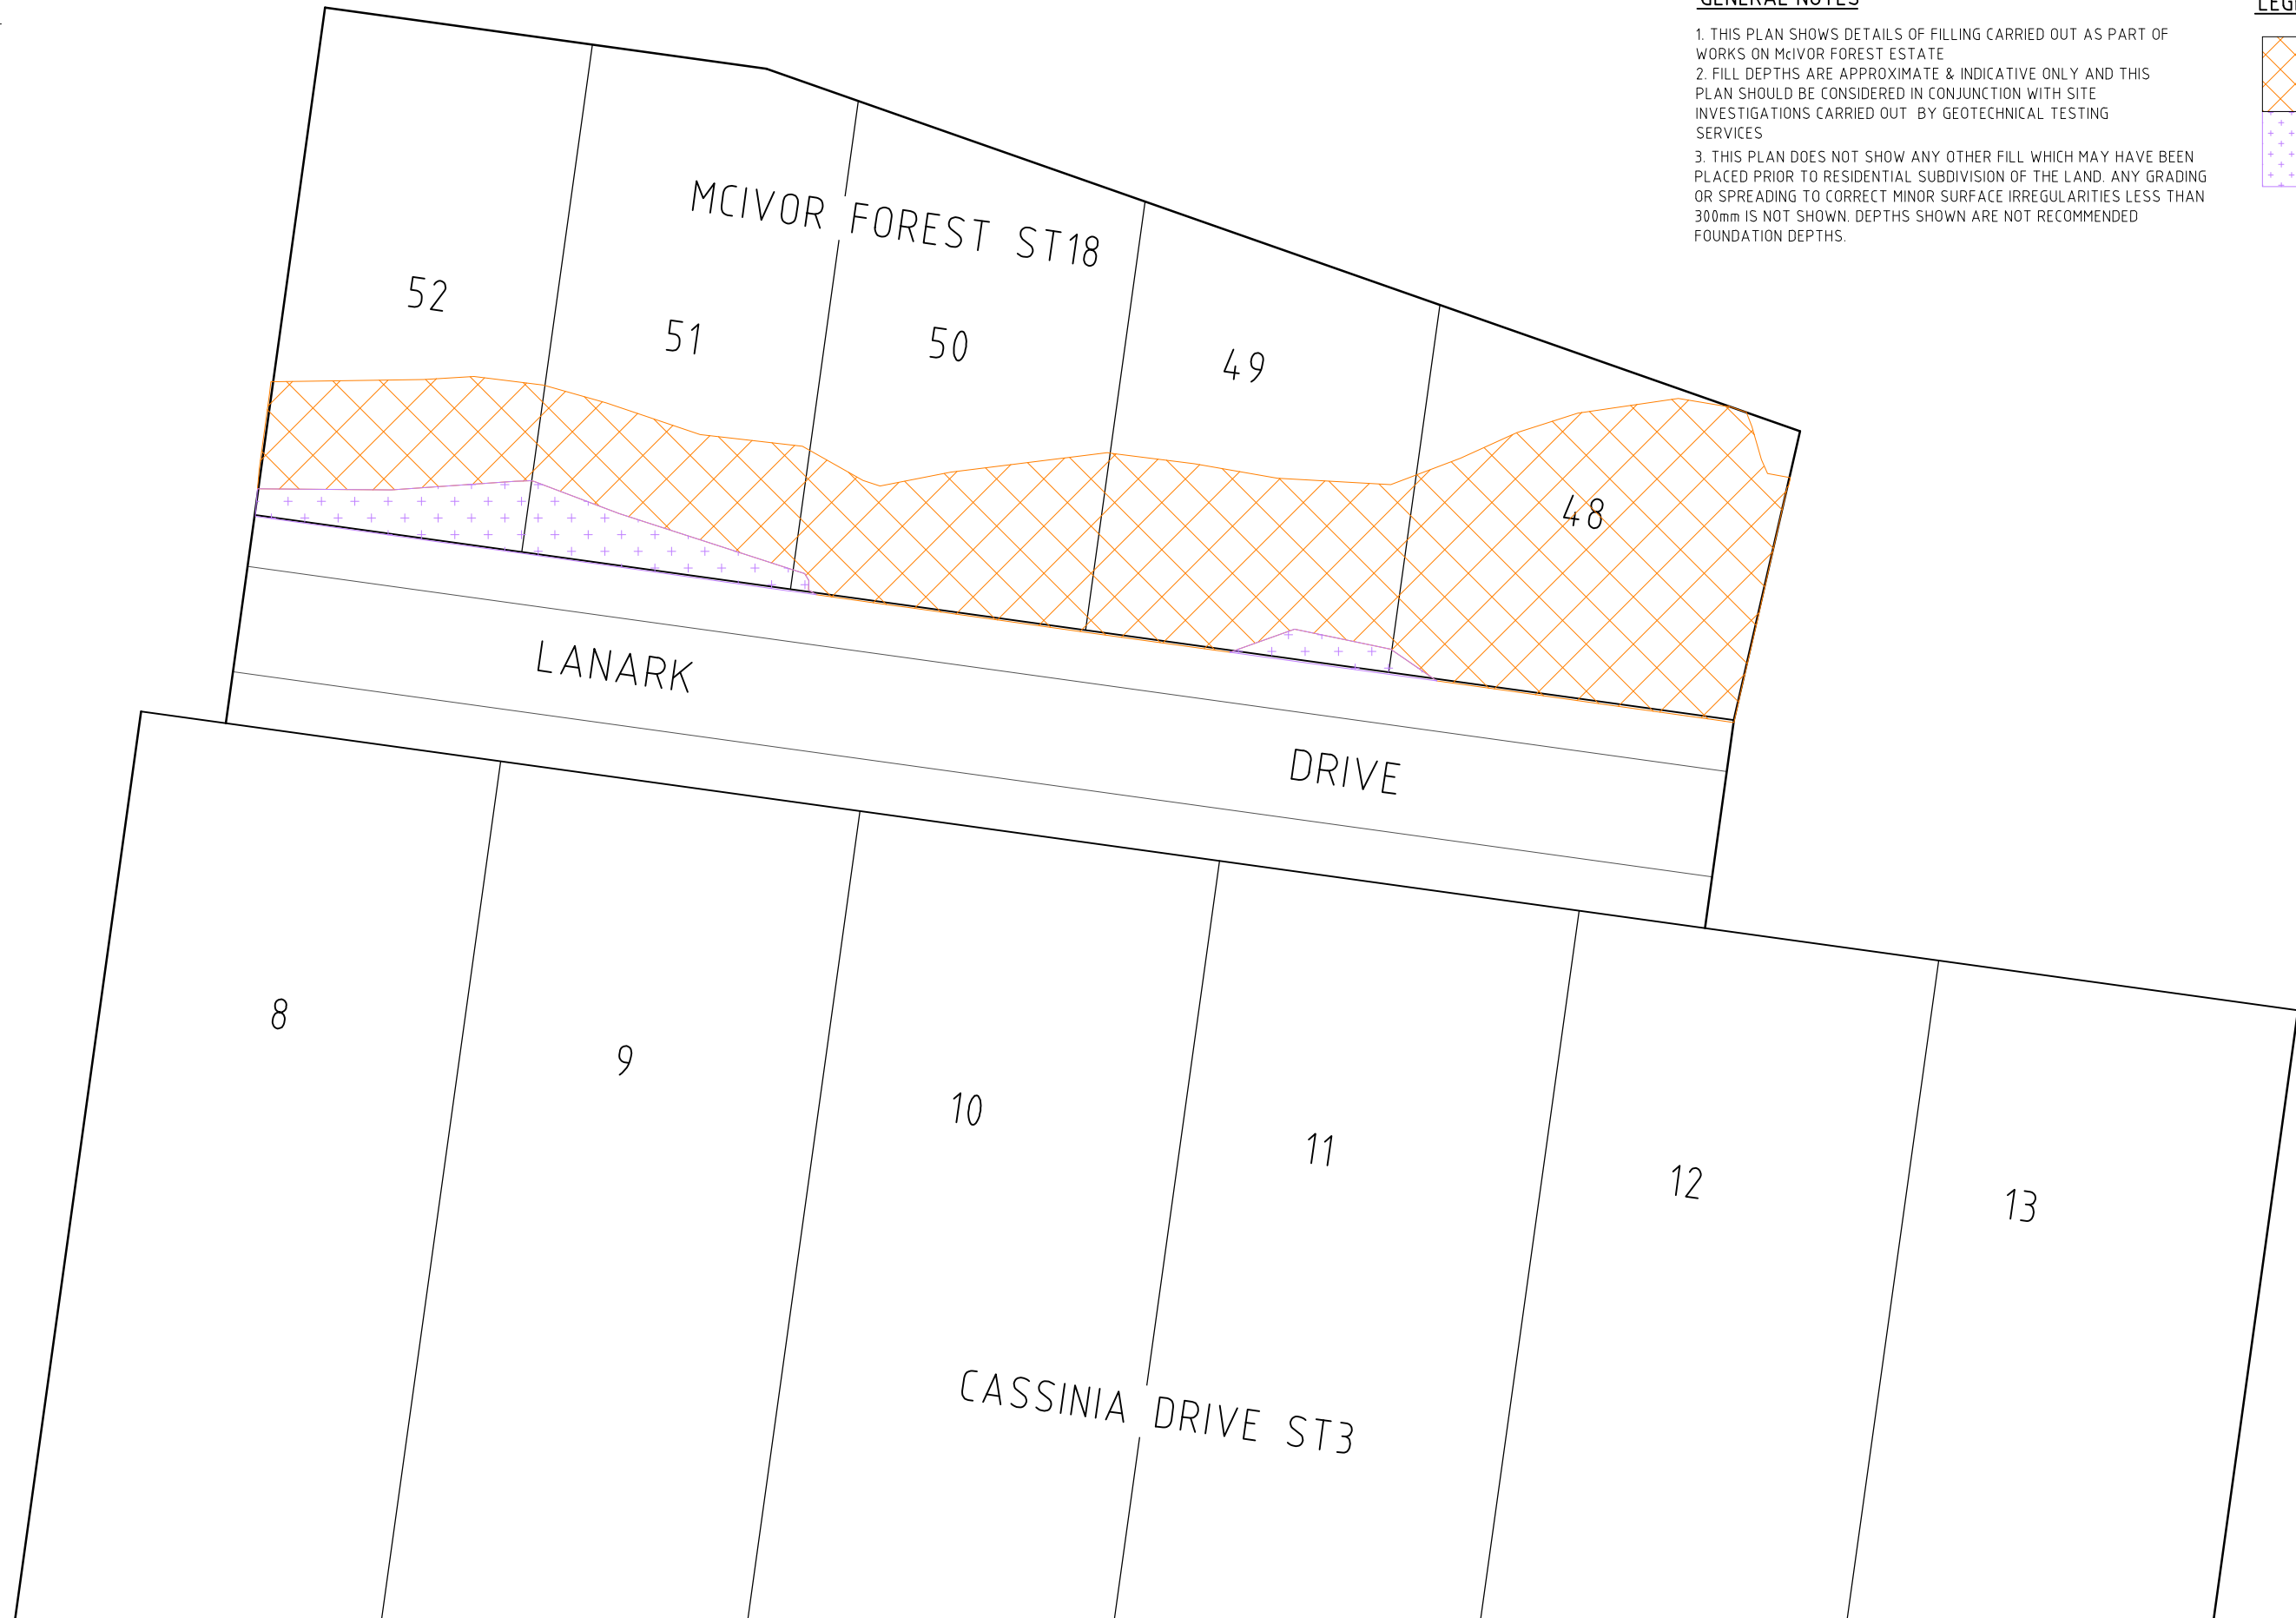 GENERAL NOTES
1. THIS PLAN SHOWS DETAILS OF FILLING CARRIED OUT AS PART OF
WORKS ON McIVOR FOREST ESTATE
2. FILL DEPTHS ARE APPROXIMATE & INDICATIVE ONLY AND THIS
PLAN SHOULD BE CONSIDERED IN CONJUNCTION WITH SITE
INVESTIGATIONS CARRIED OUT BY GEOTECHNICAL TESTING
SERVICES
3. THIS PLAN DOES NOT SHOW ANY OTHER FILL WHICH MAY HAVE BEEN
PLACED PRIOR TO RESIDENTIAL SUBDIVISION OF THE LAND. ANY GRADING
OR SPREADING TO CORRECT MINOR SURFACE IRREGULARITIES LESS THAN
300mm IS NOT SHOWN. DEPTHS SHOWN ARE NOT RECOMMENDED
FOUNDATION DEPTHS.
MCIVOR FOREST ST18
52
51
50
49
48
LANARK
DRIVE
8
9
10
11
12
13
CASSINIA DRIVE ST3